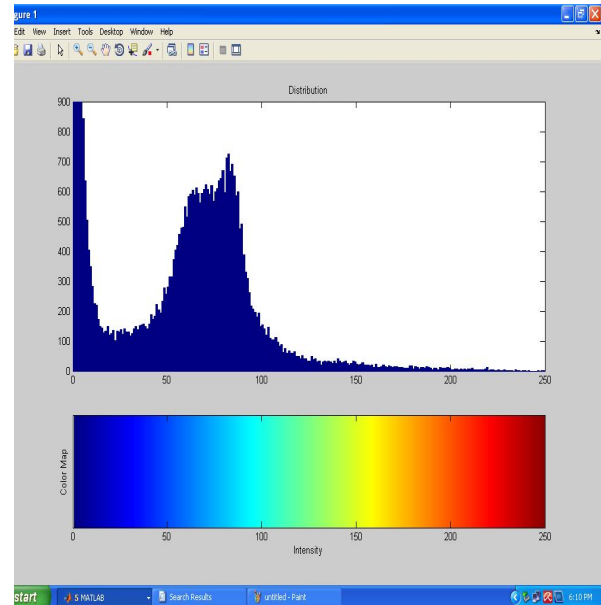 gure 1
Edit View Insert Tools Desktop Window Help
Distribution
900
800
700
600
500
400
300
200
100
0
0 50 100 150 200 250
Color Map
0 50 100 150 200 250
Intensity
start 5 MATLAB Search Results untitled - Paint 6:10 PM